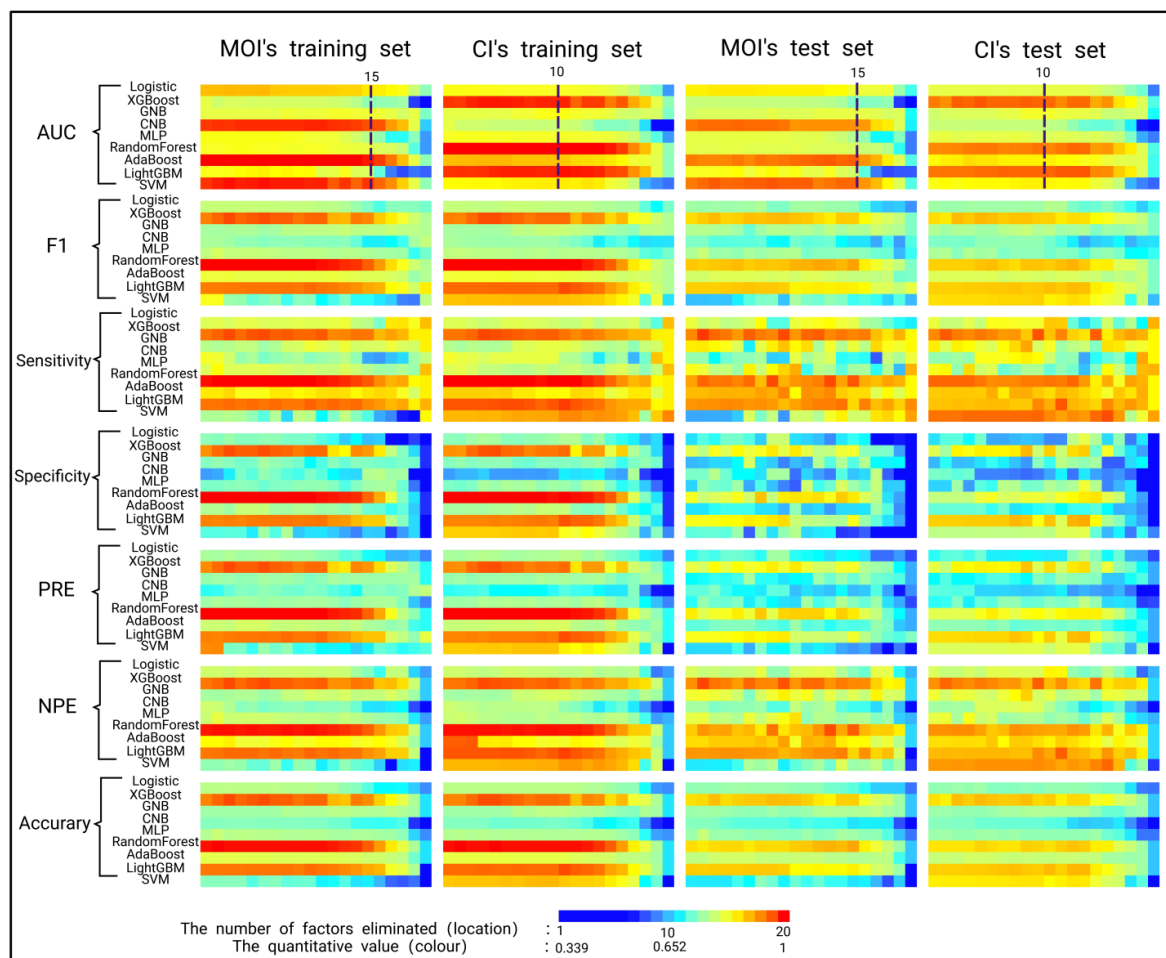 MOI's training set CI's training set MOI's test set CI's test set
15 10 15 10
AUC
Logistic
XGBoost
GNB
CNB
MLP
RandomForest
AdaBoost
LightGBM
SVM
F1
Logistic
XGBoost
GNB
CNB
MLP
RandomForest
AdaBoost
LightGBM
SVM
Sensitivity
Logistic
XGBoost
GNB
CNB
MLP
RandomForest
AdaBoost
LightGBM
SVM
Specificity
Logistic
XGBoost
GNB
CNB
MLP
RandomForest
AdaBoost
LightGBM
SVM
PRE
Logistic
XGBoost
GNB
CNB
MLP
RandomForest
AdaBoost
LightGBM
SVM
NPE
Logistic
XGBoost
GNB
CNB
MLP
RandomForest
AdaBoost
LightGBM
SVM
Accurary
Logistic
XGBoost
GNB
CNB
MLP
RandomForest
AdaBoost
LightGBM
SVM
The number of factors eliminated (location) : 1 10 20
The quantitative value (colour) : 0.339 0.652 1